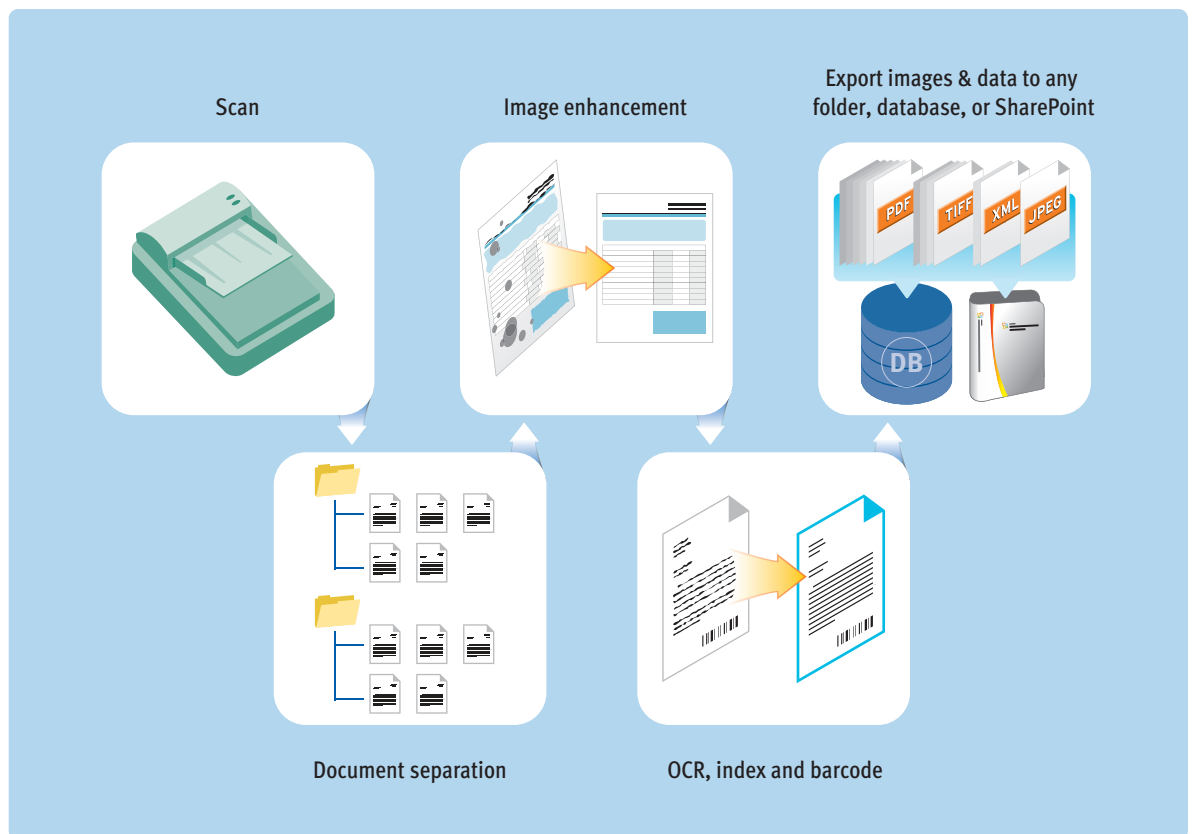 Scan
Image enhancement
Export images & data to any
folder, database, or SharePoint
PDF
TIFF
XML
JPEG
DB
Document separation
OCR, index and barcode